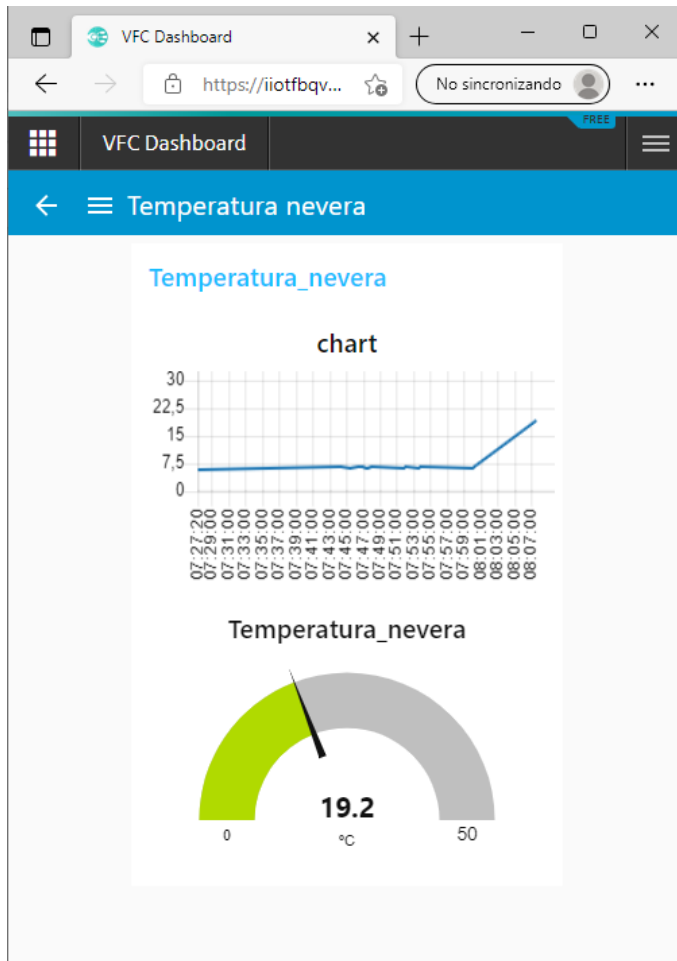 VFC Dashboard
https://iiotfbqv...
No sincronizando
FREE
VFC Dashboard
Temperatura nevera
Temperatura_nevera
chart
30
22,5
15
7,5
0
07:27:20
07:29:00
07:31:00
07:33:00
07:35:00
07:37:00
07:39:00
07:41:00
07:43:00
07:45:00
07:47:00
07:49:00
07:51:00
07:53:00
07:55:00
07:57:00
07:59:00
08:01:00
08:03:00
08:05:00
08:07:00
Temperatura_nevera
19.2
0
ºC
50